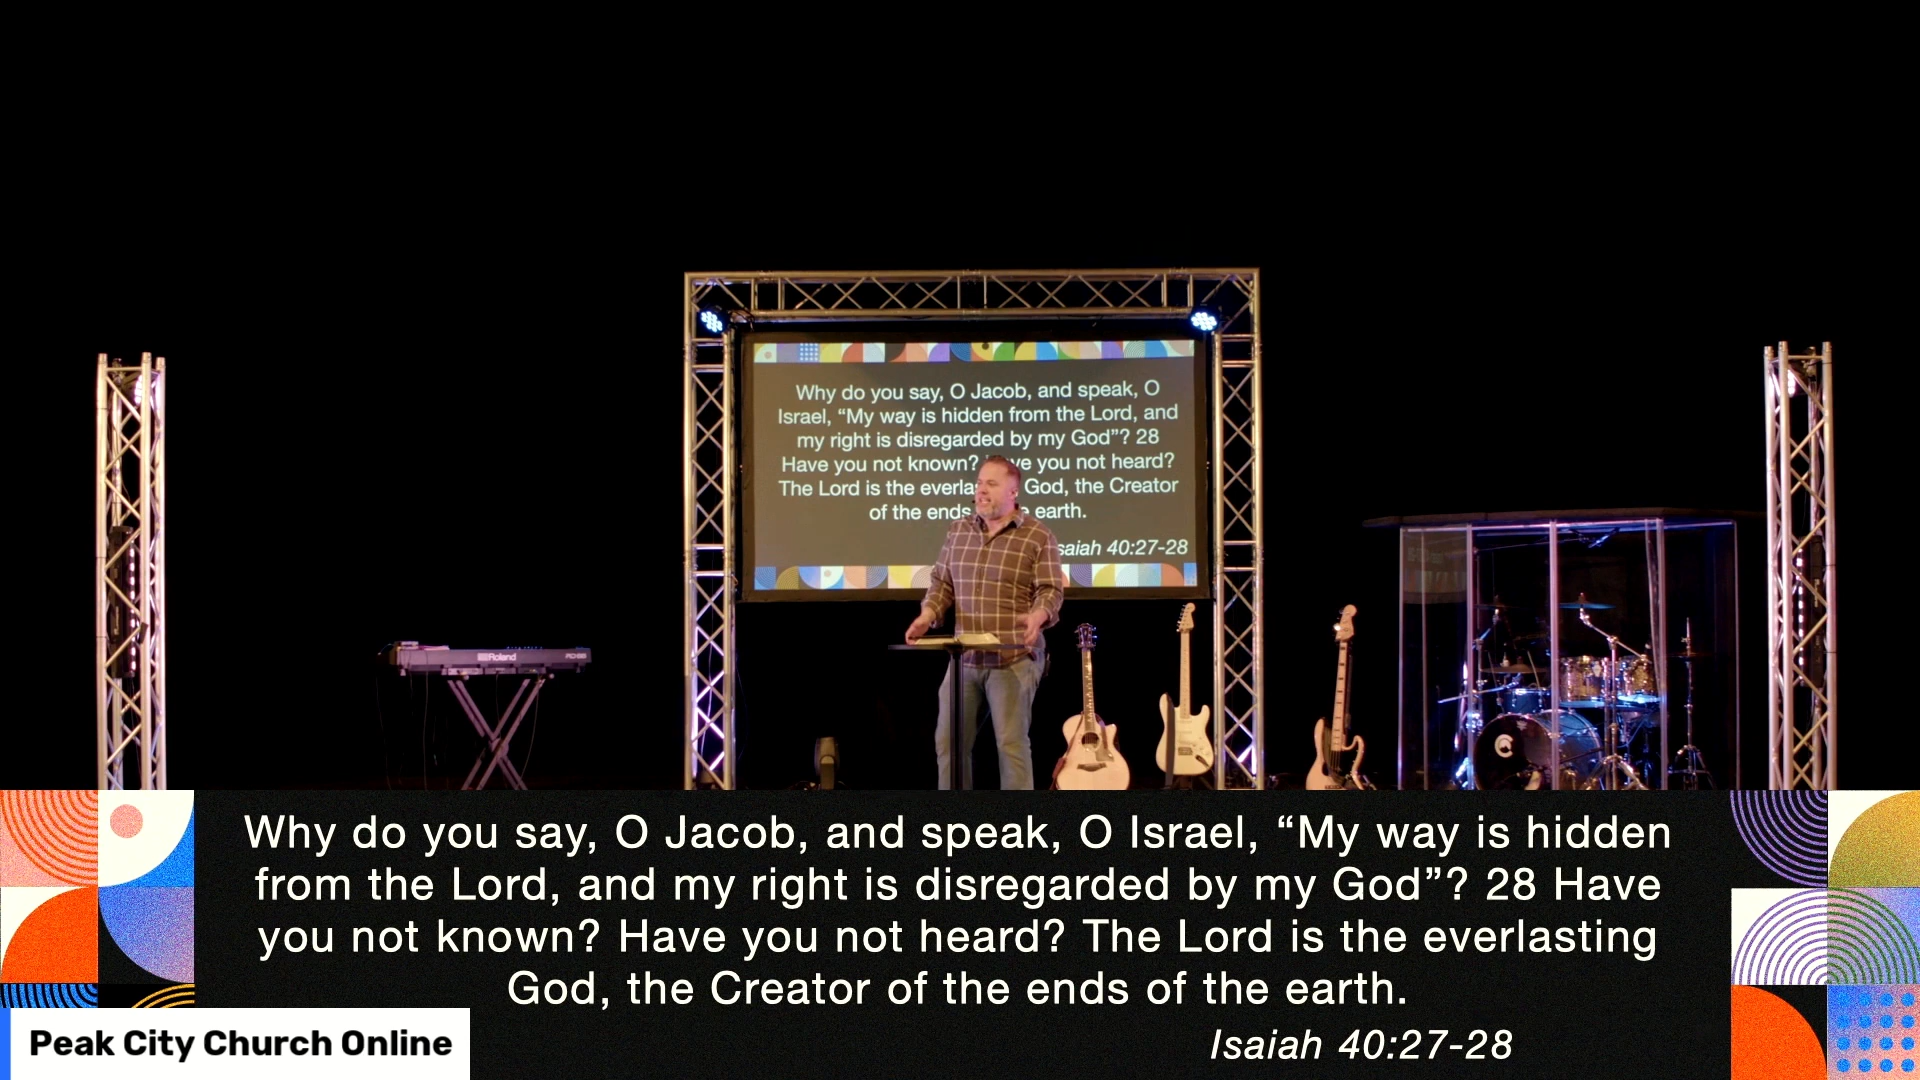 Why do you say, O Jacob, and speak, O
Israel, “My way is hidden from the Lord, and
my right is disregarded by my God”? 28
Have you not known? ve you not heard?
The Lord is the everla God, the Creator
of the ends earth.
saiah 40:27-28
Roland
Why do you say, O Jacob, and speak, O Israel, “My way is hidden
from the Lord, and my right is disregarded by my God”? 28 Have
you not known? Have you not heard? The Lord is the everlasting
God, the Creator of the ends of the earth.
Isaiah 40:27-28
Peak City Church Online